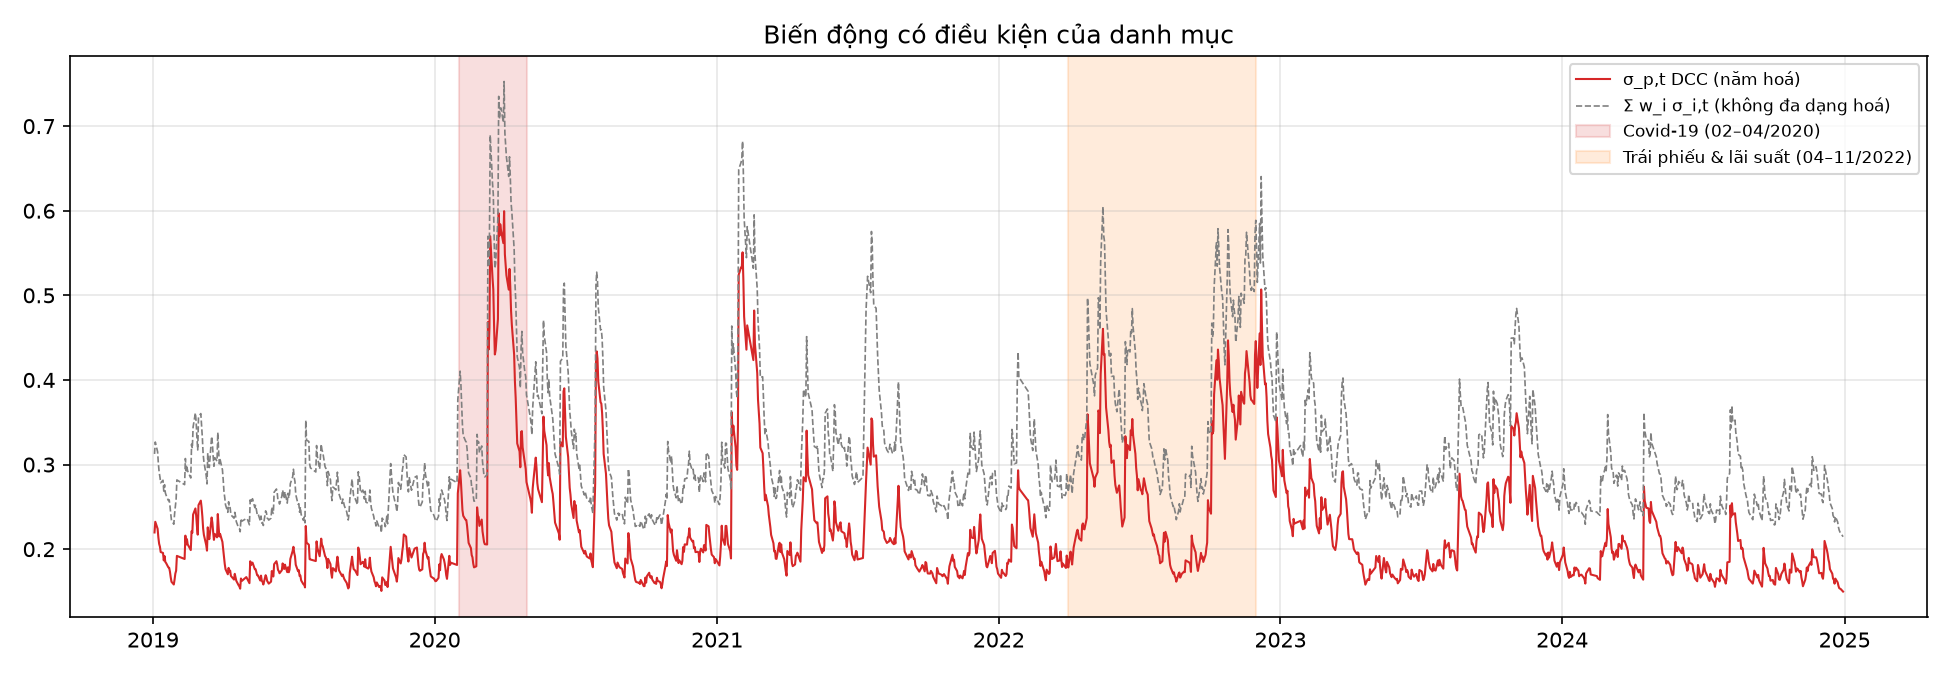 Biến động có điều kiện của danh mục
σ_p,t DCC (năm hoá)
Σ w_i σ_i,t (không đa dạng hoá)
Covid-19 (02–04/2020)
Trái phiếu & lãi suất (04–11/2022)
0.7
0.6
0.5
0.4
0.3
0.2
2019 2020 2021 2022 2023 2024 2025